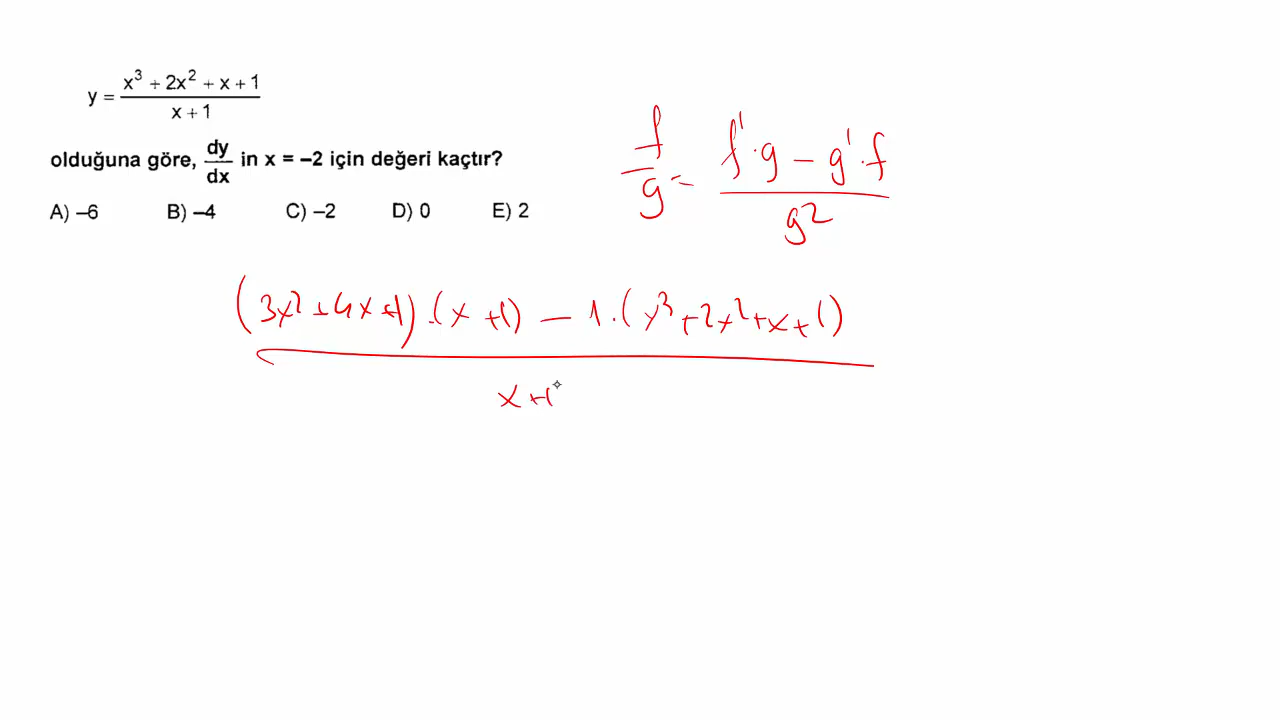 y = x³ + 2x² + x + 1 / x + 1
olduğuna göre, dy/dx in x = –2 için değeri kaçtır?
A) –6 B) –4 C) –2 D) 0 E) 2
f/g = f'·g – g'·f / g²
(3x² + 4x + 1)·(x + 1) – 1·(x³ + 2x² + x + 1)
x + 1